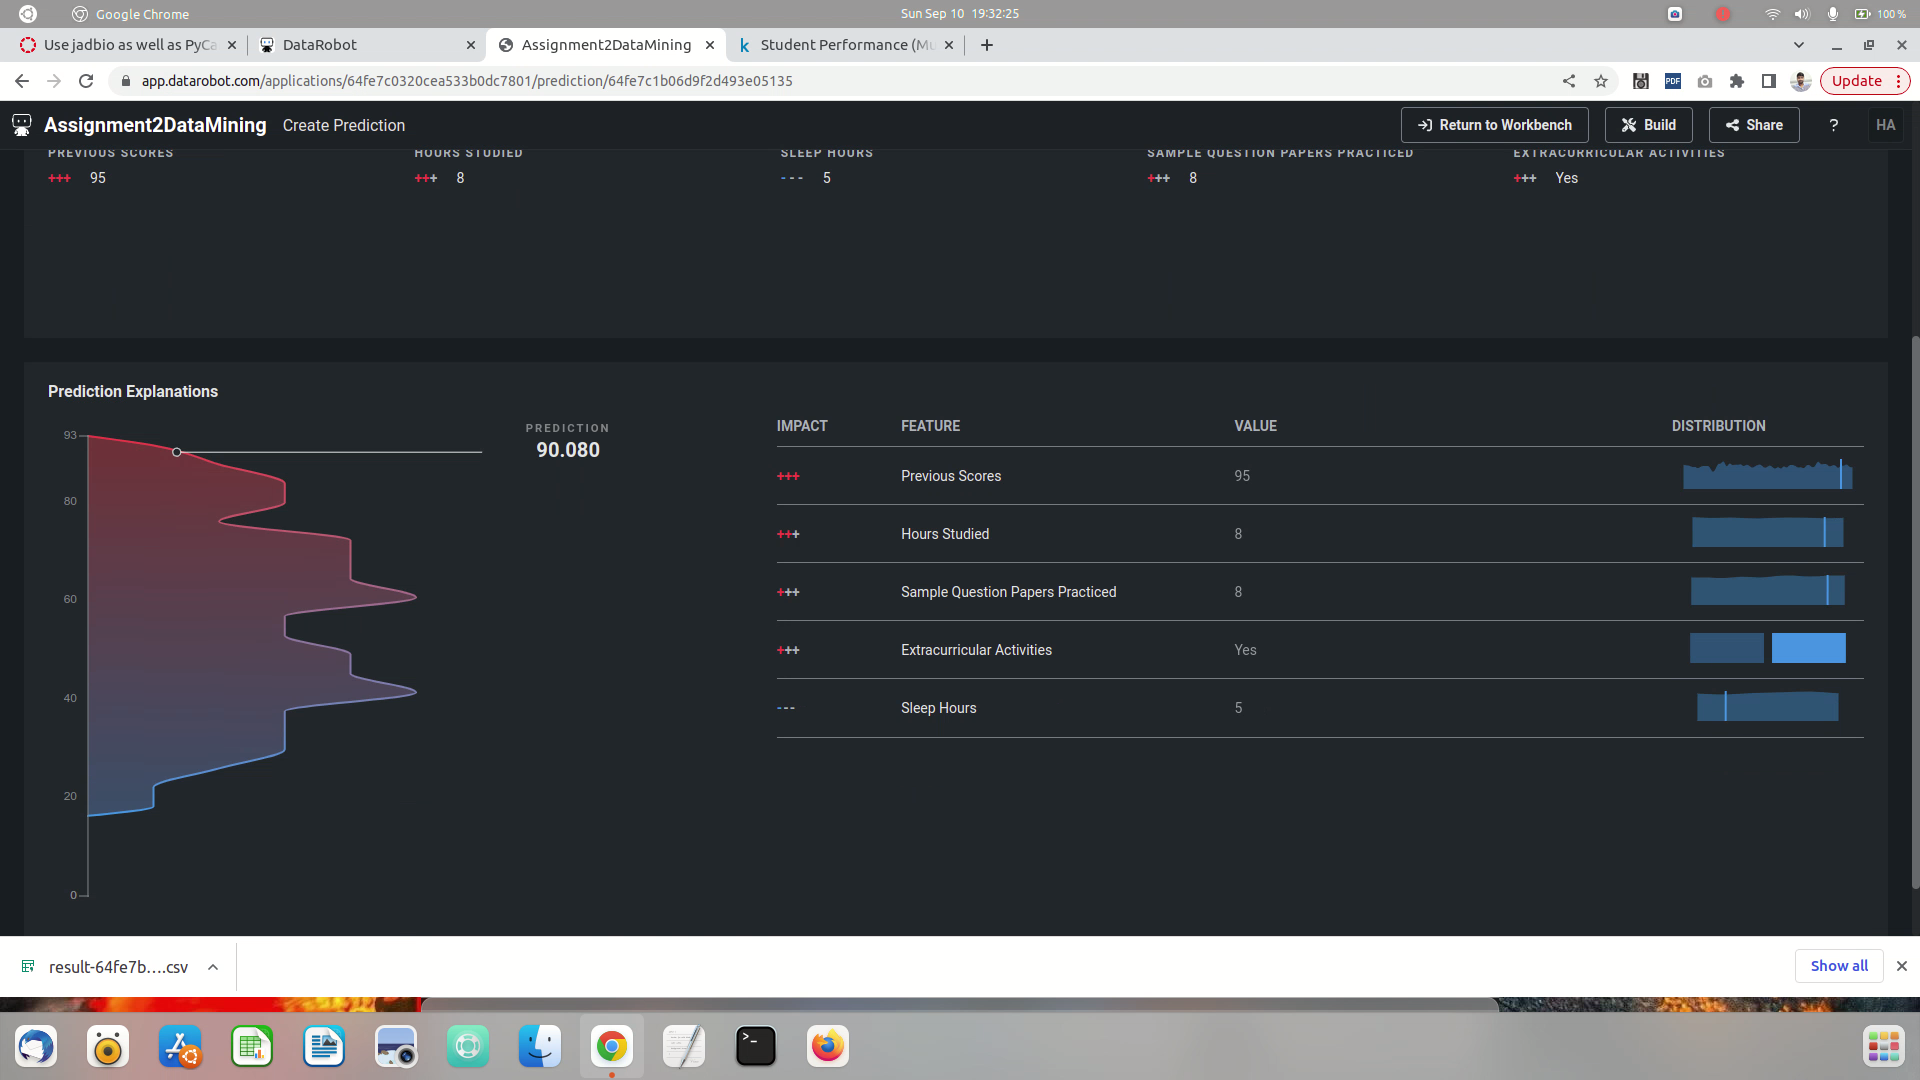 Google Chrome
Sun Sep 10 19:32:25
100 %
Use jadbio as well as PyCa
DataRobot
Assignment2DataMining
Student Performance (Mu
app.datarobot.com/applications/64fe7c0320cea533b0dc7801/prediction/64fe7c1b06d9f2d493e05135
PDF
Update
Assignment2DataMining
Create Prediction
Return to Workbench
Build
Share
?
HA
PREVIOUS SCORES
HOURS STUDIED
SLEEP HOURS
SAMPLE QUESTION PAPERS PRACTICED
EXTRACURRICULAR ACTIVITIES
+++ 95
+++ 8
--- 5
+++ 8
+++ Yes
Prediction Explanations
93
80
60
40
20
0
PREDICTION
90.080
IMPACT FEATURE VALUE DISTRIBUTION
+++ Previous Scores 95
+++ Hours Studied 8
+++ Sample Question Papers Practiced 8
+++ Extracurricular Activities Yes
--- Sleep Hours 5
result-64fe7b....csv
Show all